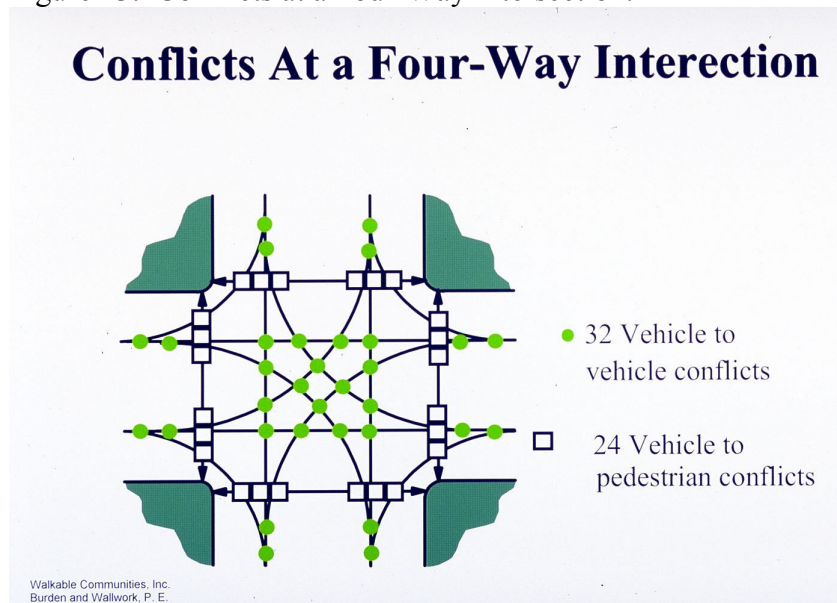 Conflicts At a Four-Way Interection
32 Vehicle to
vehicle conflicts
24 Vehicle to
pedestrian conflicts
Walkable Communities, Inc.
Burden and Wallwork, P. E.